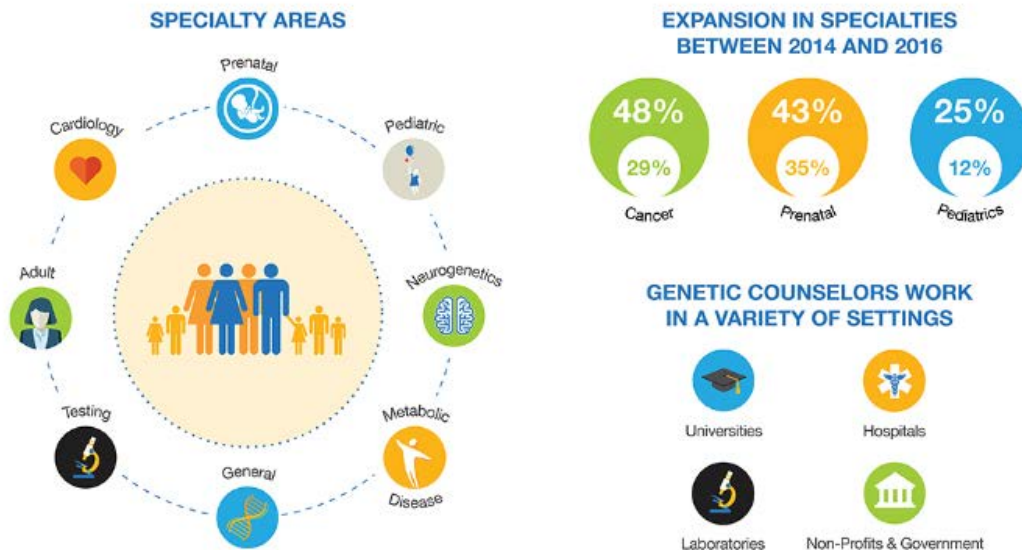 SPECIALTY AREAS
Prenatal
Cardiology
Pediatric
Adult
Neurogenetics
Testing
Metabolic
Disease
General
EXPANSION IN SPECIALTIES
BETWEEN 2014 AND 2016
48%
29%
Cancer
43%
35%
Prenatal
25%
12%
Pediatrics
GENETIC COUNSELORS WORK
IN A VARIETY OF SETTINGS
Universities
Hospitals
Laboratories
Non-Profits & Government